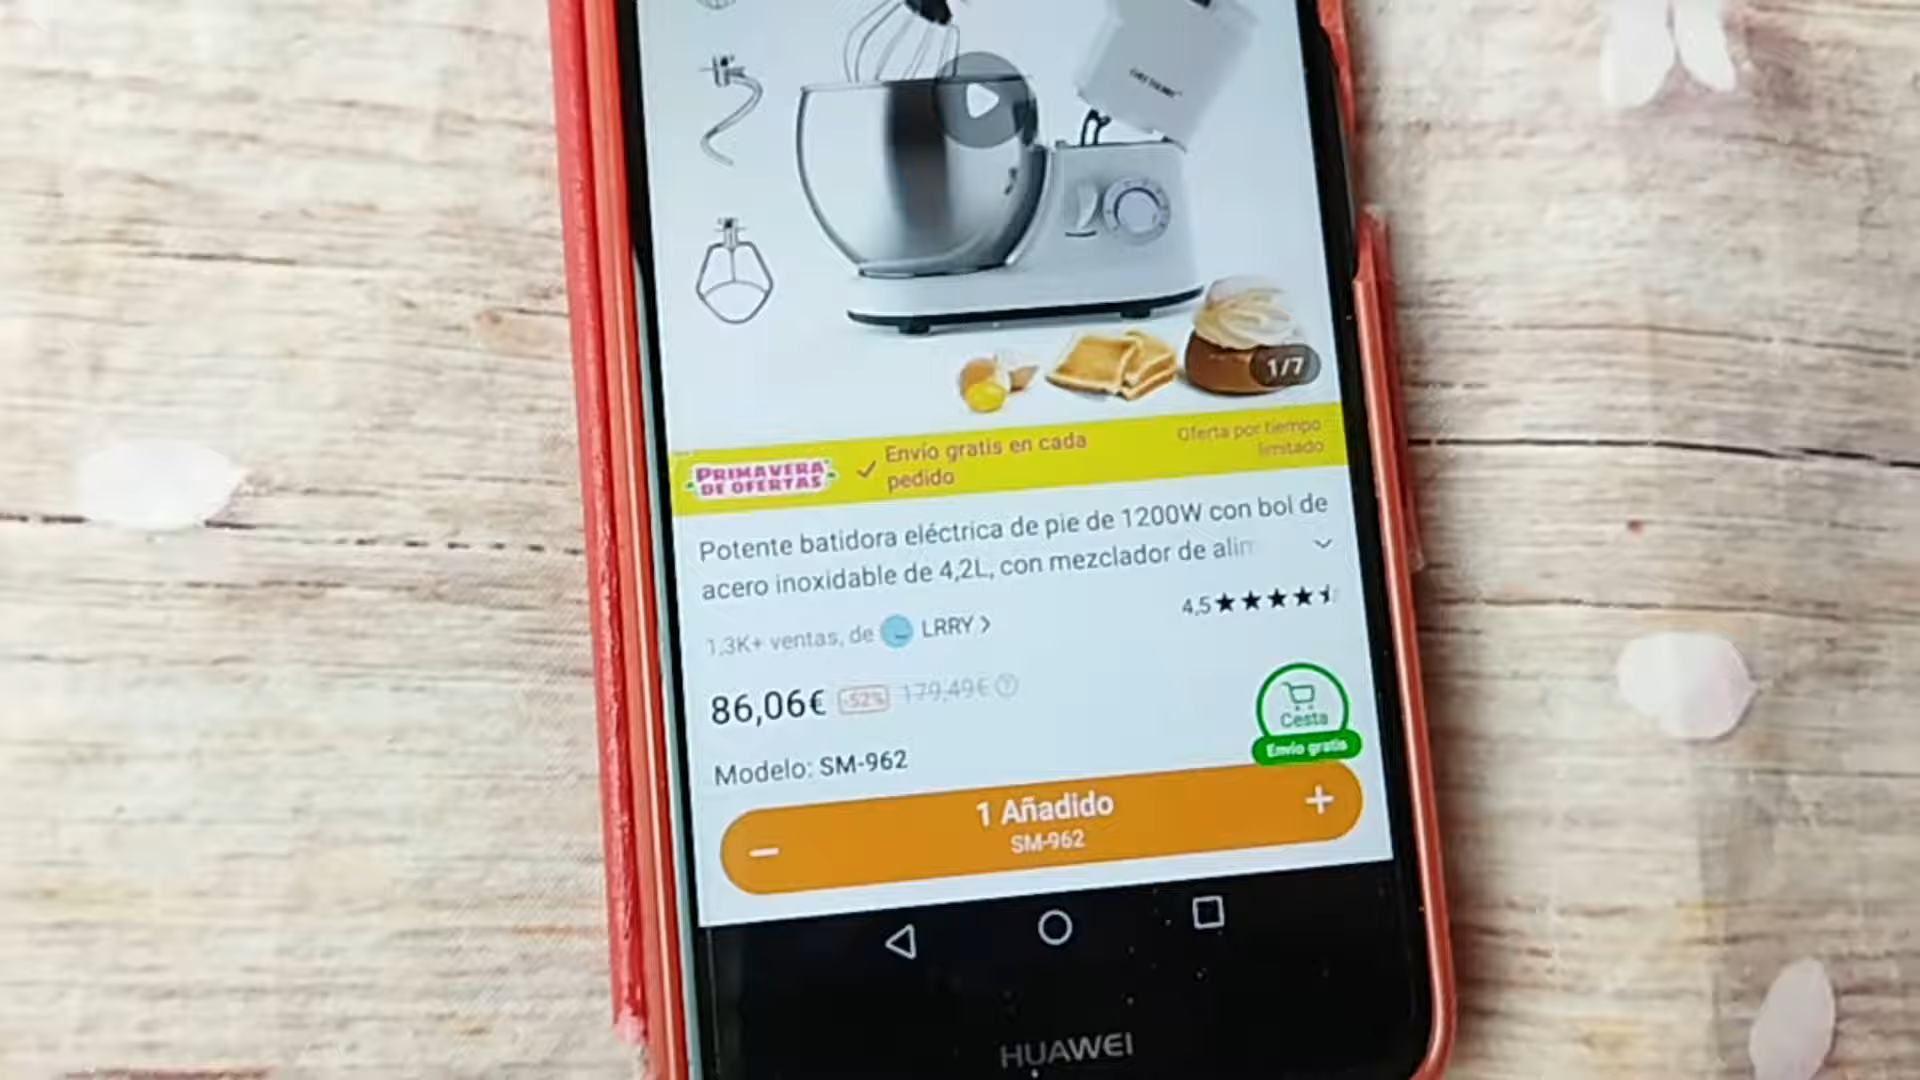 1/7
PRIMAVERA
DE OFERTAS
Envío gratis en cada
pedido
Oferta por tiempo
limitado
Potente batidora eléctrica de pie de 1200W con bol de
acero inoxidable de 4,2L, con mezclador de alim
1,3K+ ventas, de LRRY
4,5
86,06€ -52% 179,49€
Cesta
Envío gratis
Modelo: SM-962
1 Añadido
SM-962
HUAWEI